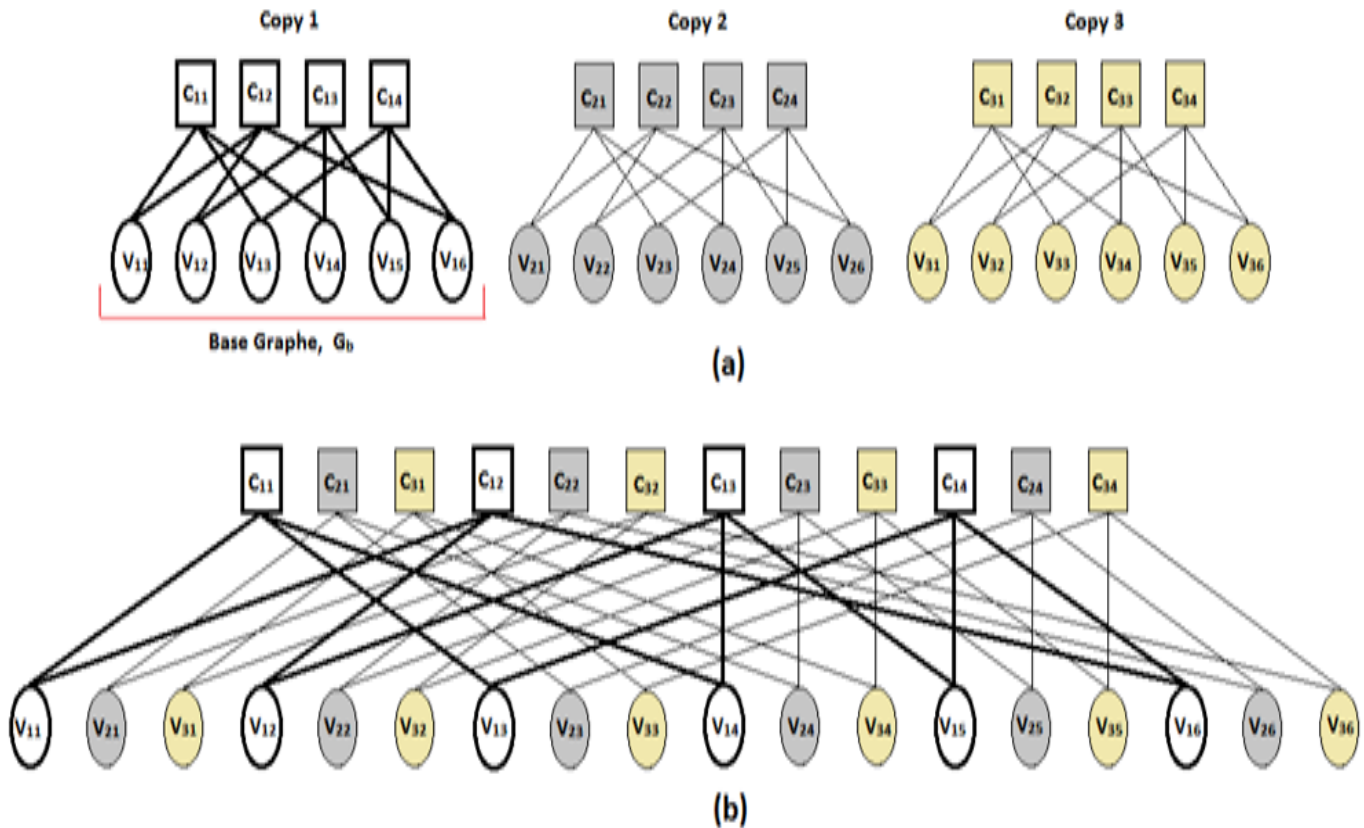 Copy 1 Copy 2 Copy 3
C₁₁ C₁₂ C₁₃ C₁₄ C₂₁ C₂₂ C₂₃ C₂₄ C₃₁ C₃₂ C₃₃ C₃₄
V₁₁ V₁₂ V₁₃ V₁₄ V₁₅ V₁₆ V₂₁ V₂₂ V₂₃ V₂₄ V₂₅ V₂₆ V₃₁ V₃₂ V₃₃ V₃₄ V₃₅ V₃₆
Base Graphe, G_b
(a)
C₁₁ C₂₁ C₃₁ C₁₂ C₂₂ C₃₂ C₁₃ C₂₃ C₃₃ C₁₄ C₂₄ C₃₄
V₁₁ V₂₁ V₃₁ V₁₂ V₂₂ V₃₂ V₁₃ V₂₃ V₃₃ V₁₄ V₂₄ V₃₄ V₁₅ V₂₅ V₃₅ V₁₆ V₂₆ V₃₆
(b)